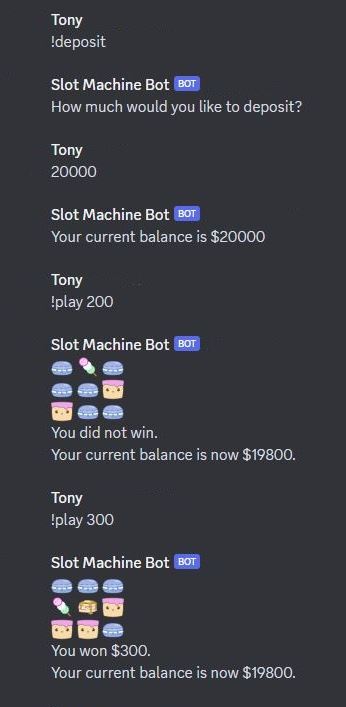 Tony
!deposit
Slot Machine Bot BOT
How much would you like to deposit?
Tony
20000
Slot Machine Bot BOT
Your current balance is $20000
Tony
!play 200
Slot Machine Bot BOT
You did not win.
Your current balance is now $19800.
Tony
!play 300
Slot Machine Bot BOT
You won $300.
Your current balance is now $19800.